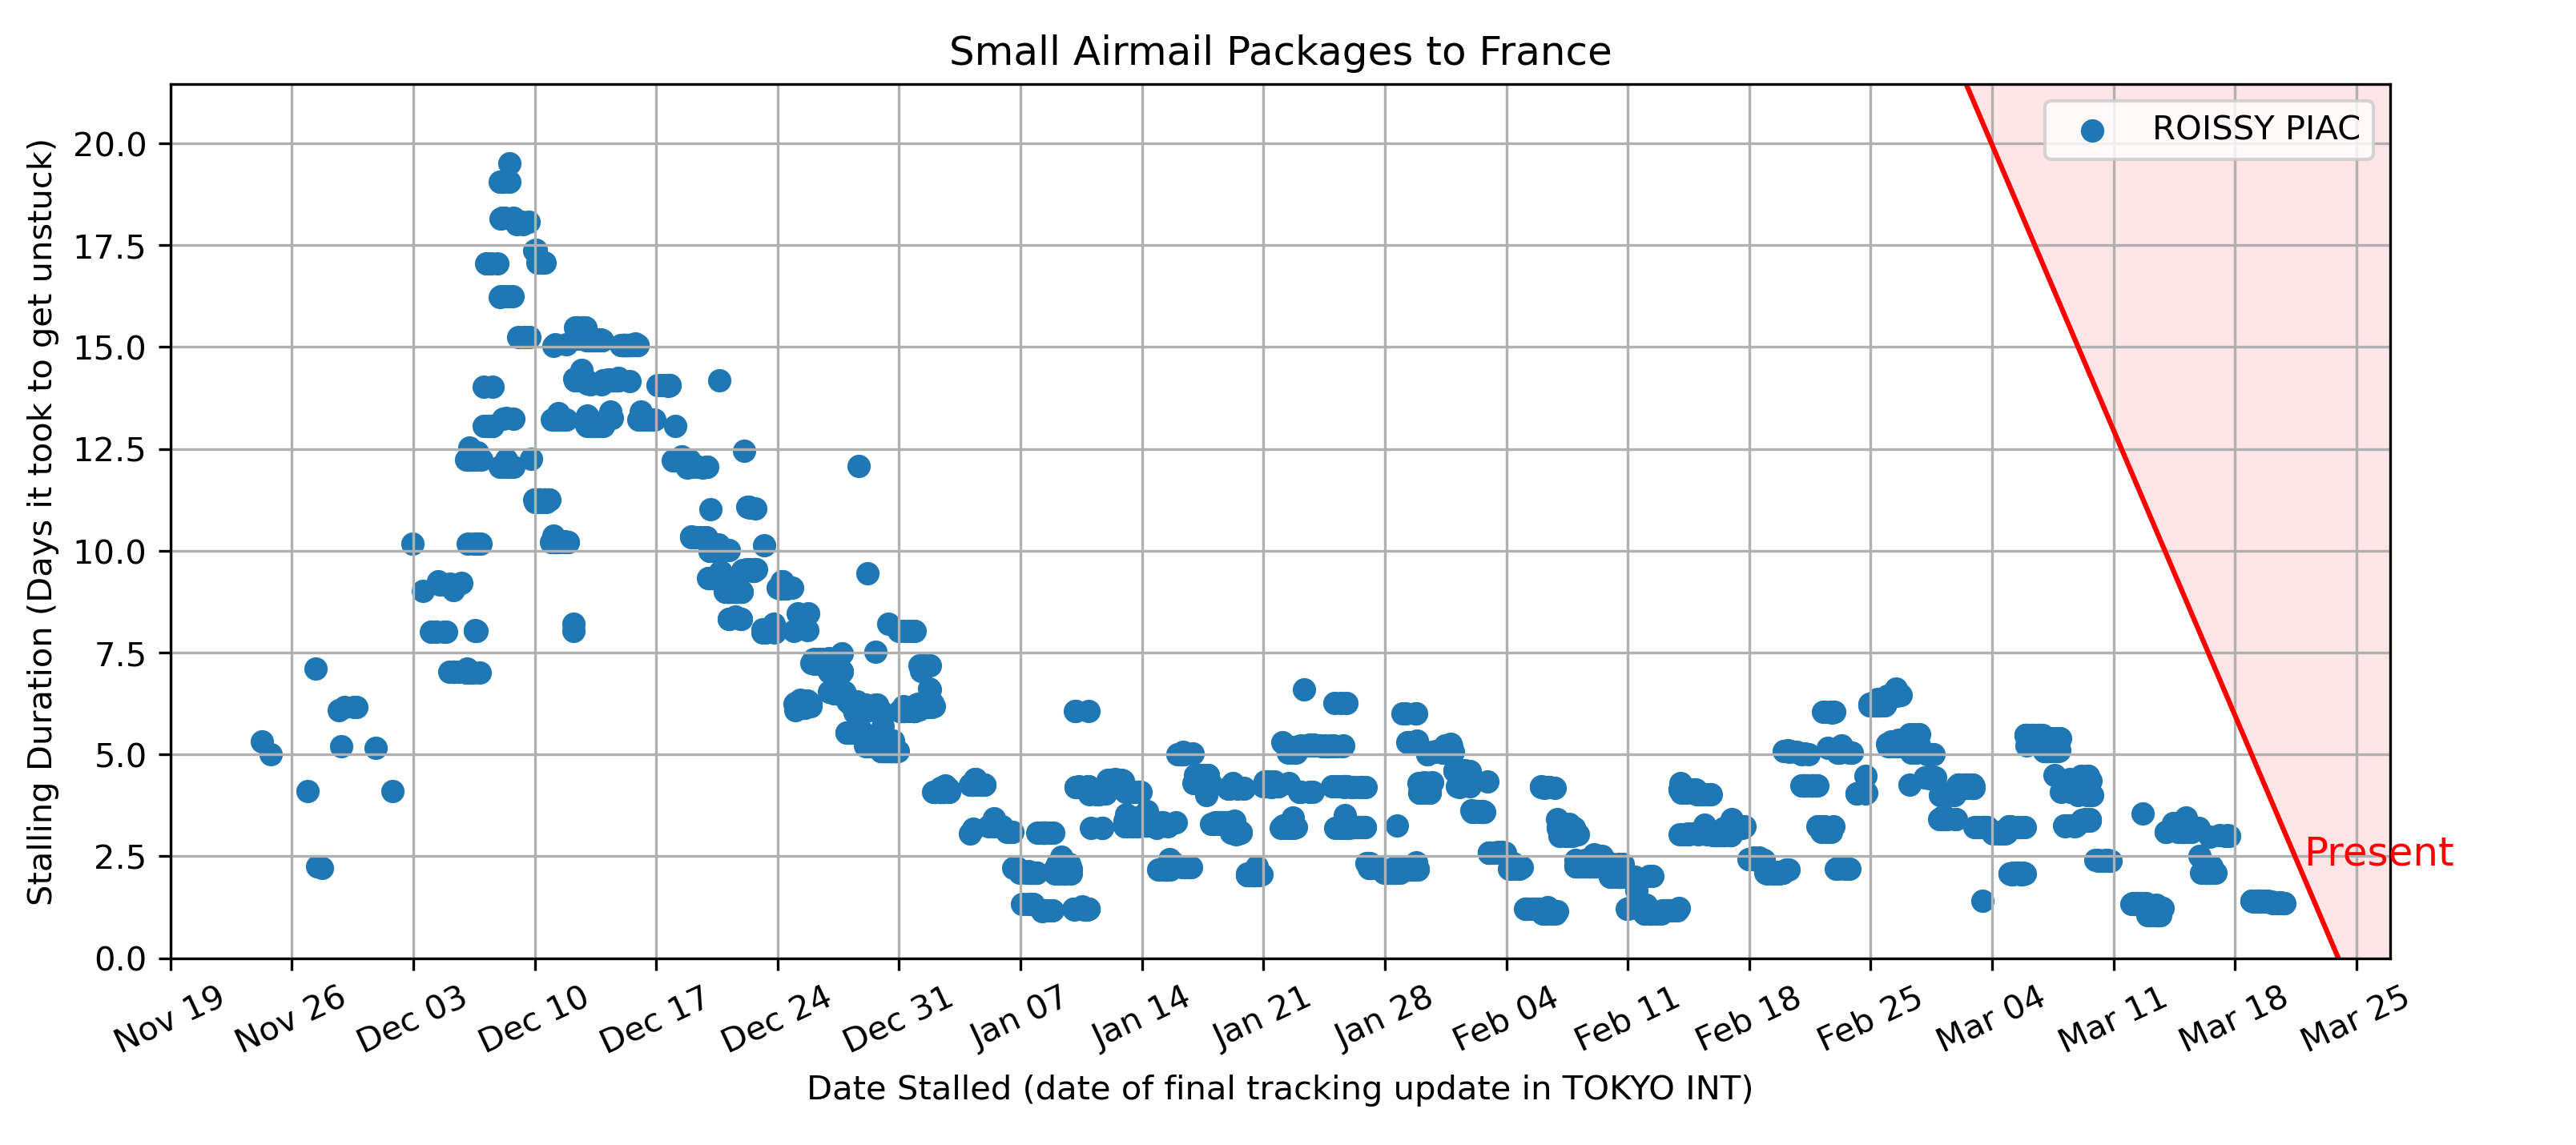 Small Airmail Packages to France
Stalling Duration (Days it took to get unstuck)
20.0
17.5
15.0
12.5
10.0
7.5
5.0
2.5
0.0
ROISSY PIAC
Present
Nov 19
Nov 26
Dec 03
Dec 10
Dec 17
Dec 24
Dec 31
Jan 07
Jan 14
Jan 21
Jan 28
Feb 04
Feb 11
Feb 18
Feb 25
Mar 04
Mar 11
Mar 18
Mar 25
Date Stalled (date of final tracking update in TOKYO INT)